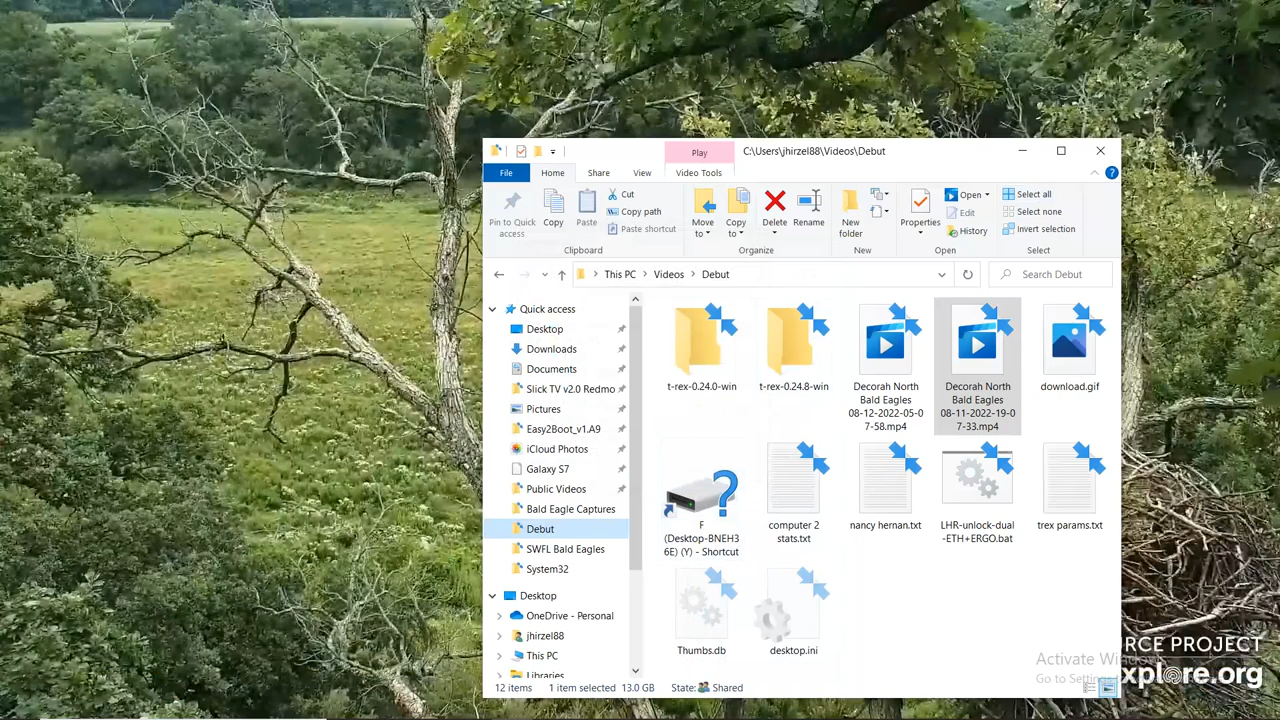 Play
C:\Users\jhirzel88\Videos\Debut
File
Home
Share
View
Video Tools
Pin to Quick
access
Copy
Paste
Cut
Copy path
Paste shortcut
Clipboard
Move
to
Copy
to
Delete
Rename
Organize
New
folder
New
Properties
Open
Edit
History
Open
Select all
Select none
Invert selection
Select
This PC
Videos
Debut
Search Debut
Quick access
Desktop
Downloads
Documents
Slick TV v2.0 Redmo
Pictures
Easy2Boot_v1.A9
iCloud Photos
Galaxy S7
Public Videos
Bald Eagle Captures
Debut
SWFL Bald Eagles
System32
Desktop
OneDrive - Personal
jhirzel88
This PC
Libraries
t-rex-0.24.0-win
t-rex-0.24.8-win
Decorah North
Bald Eagles
08-12-2022-05-0
7-58.mp4
Decorah North
Bald Eagles
08-11-2022-19-0
7-33.mp4
download.gif
F
(Desktop-BNEH3
6E) (Y) - Shortcut
computer 2
stats.txt
nancy hernan.txt
LHR-unlock-dual
-ETH+ERGO.bat
trex params.txt
Thumbs.db
desktop.ini
12 items
1 item selected
13.0 GB
State:
Shared
URCE PROJECT
Activate Windows
Go to Settings
xplore.org